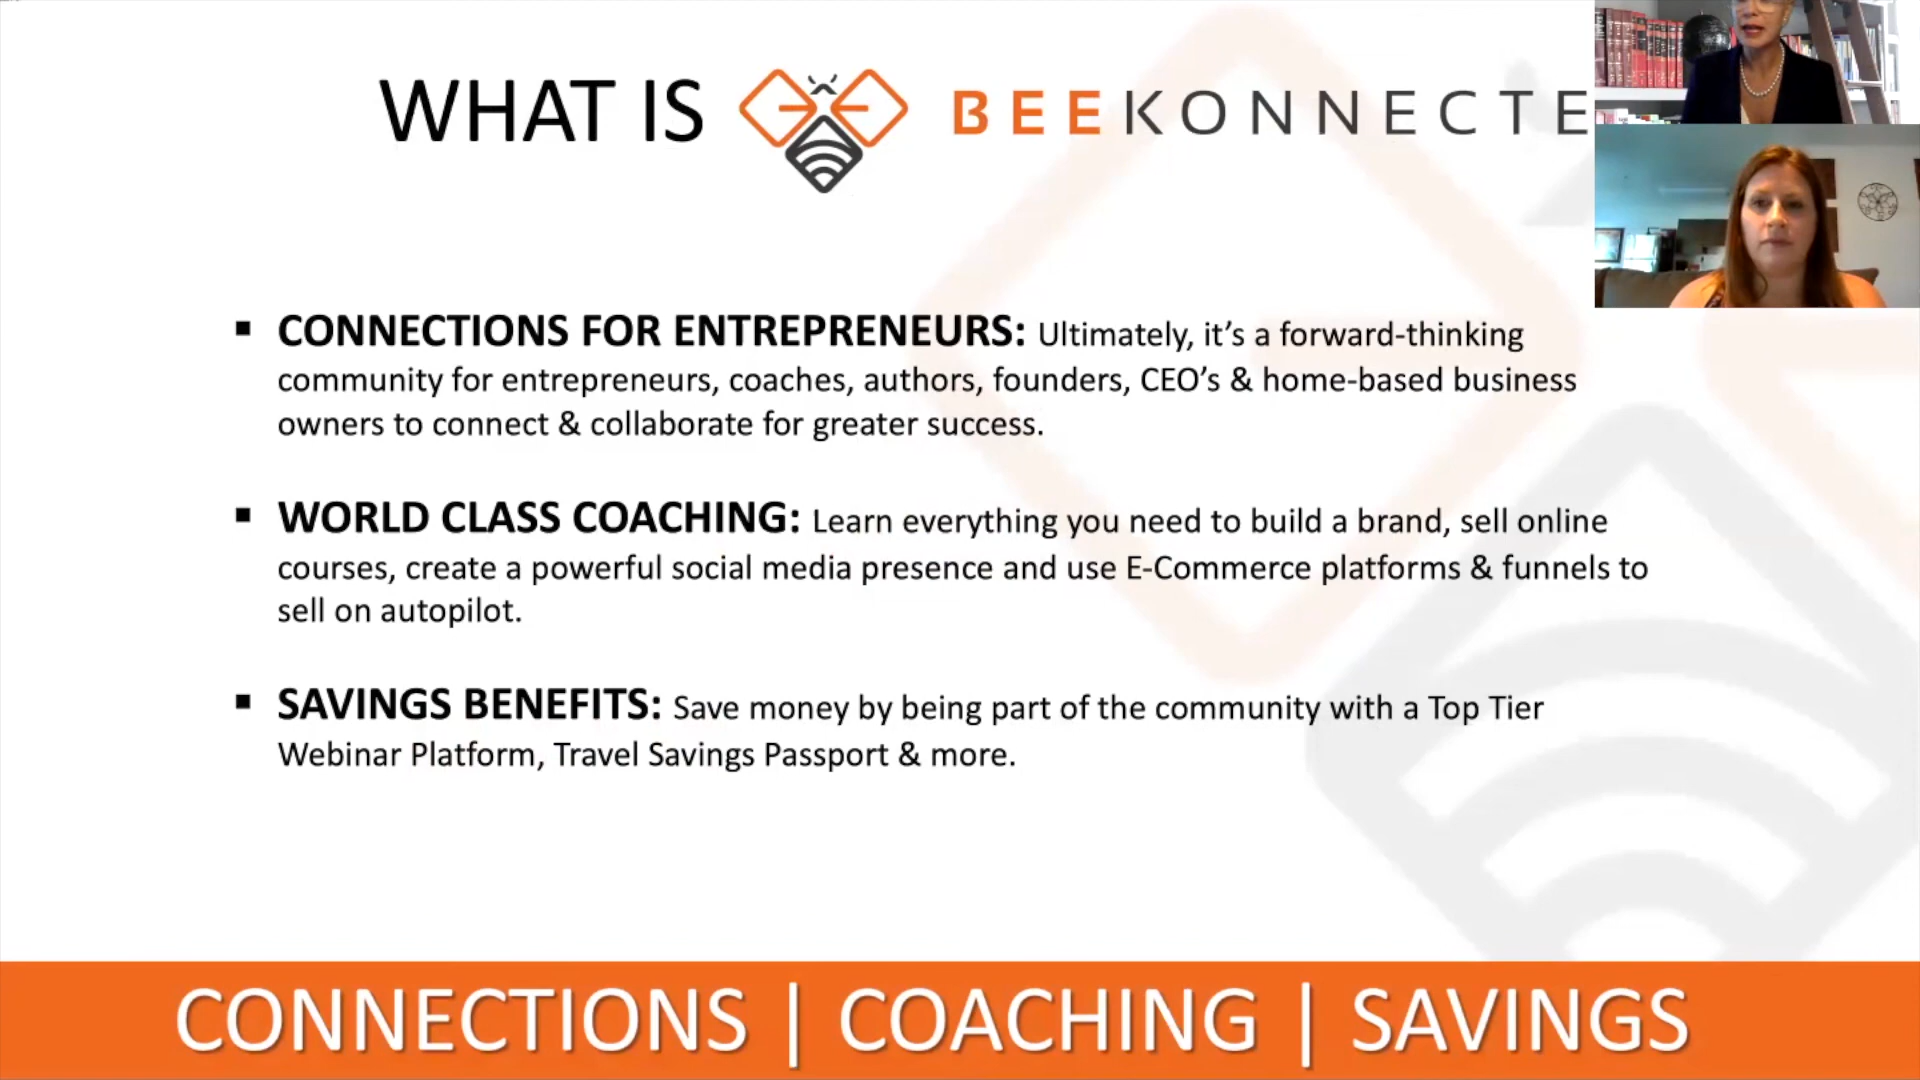 WHAT IS BEEKONNECTE
▪ CONNECTIONS FOR ENTREPRENEURS: Ultimately, it’s a forward-thinking
community for entrepreneurs, coaches, authors, founders, CEO’s & home-based business
owners to connect & collaborate for greater success.
▪ WORLD CLASS COACHING: Learn everything you need to build a brand, sell online
courses, create a powerful social media presence and use E-Commerce platforms & funnels to
sell on autopilot.
▪ SAVINGS BENEFITS: Save money by being part of the community with a Top Tier
Webinar Platform, Travel Savings Passport & more.
CONNECTIONS | COACHING | SAVINGS